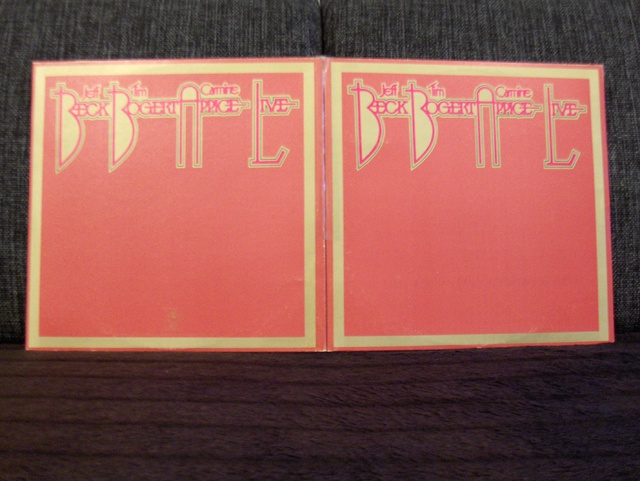 Jeff Tim Carmine
BECK BOGERT APPICE LIVE
Jeff Tim Carmine
BECK BOGERT APPICE LIVE